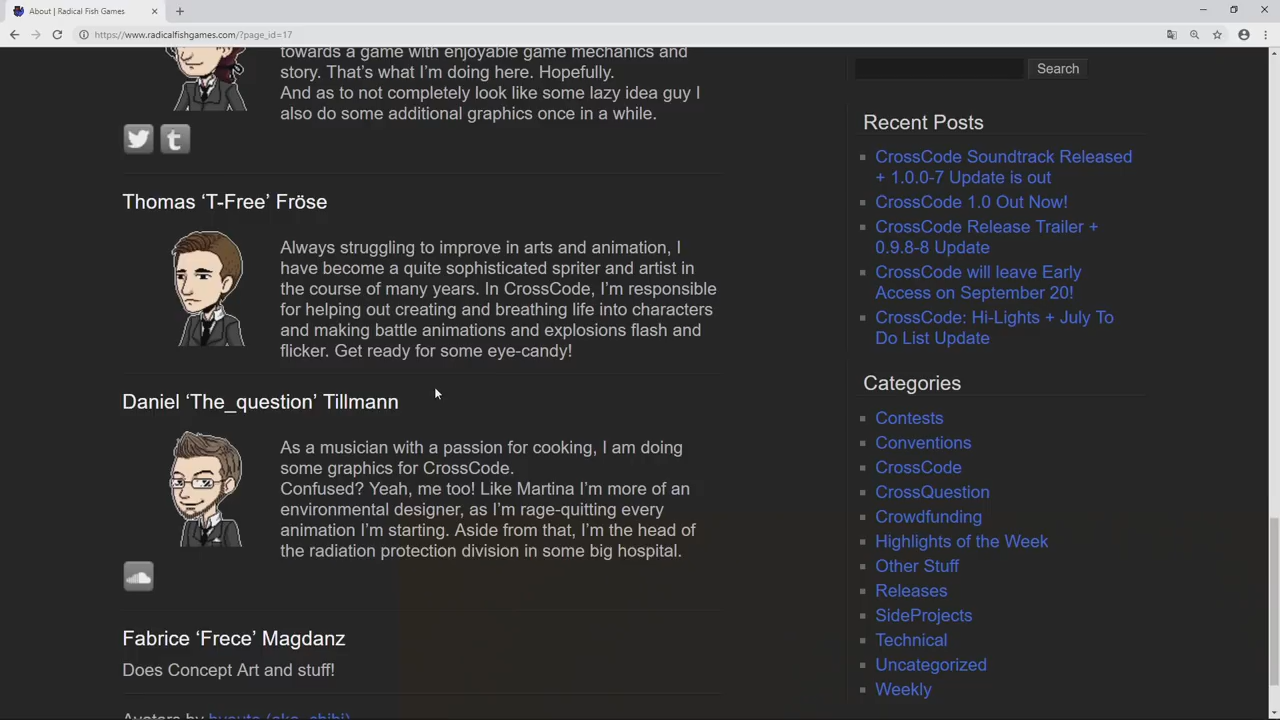 About | Radical Fish Games
https://www.radicalfishgames.com/?page_id=17
towards a game with enjoyable game mechanics and
story. That's what I'm doing here. Hopefully.
And as to not completely look like some lazy idea guy I
also do some additional graphics once in a while.
Thomas ‘T-Free’ Fröse
Always struggling to improve in arts and animation, I
have become a quite sophisticated spriter and artist in
the course of many years. In CrossCode, I'm responsible
for helping out creating and breathing life into characters
and making battle animations and explosions flash and
flicker. Get ready for some eye-candy!
Daniel ‘The_question’ Tillmann
As a musician with a passion for cooking, I am doing
some graphics for CrossCode.
Confused? Yeah, me too! Like Martina I'm more of an
environmental designer, as I'm rage-quitting every
animation I'm starting. Aside from that, I'm the head of
the radiation protection division in some big hospital.
Fabrice ‘Frece’ Magdanz
Does Concept Art and stuff!
Search
Recent Posts
CrossCode Soundtrack Released
+ 1.0.0-7 Update is out
CrossCode 1.0 Out Now!
CrossCode Release Trailer +
0.9.8-8 Update
CrossCode will leave Early
Access on September 20!
CrossCode: Hi-Lights + July To
Do List Update
Categories
Contests
Conventions
CrossCode
CrossQuestion
Crowdfunding
Highlights of the Week
Other Stuff
Releases
SideProjects
Technical
Uncategorized
Weekly